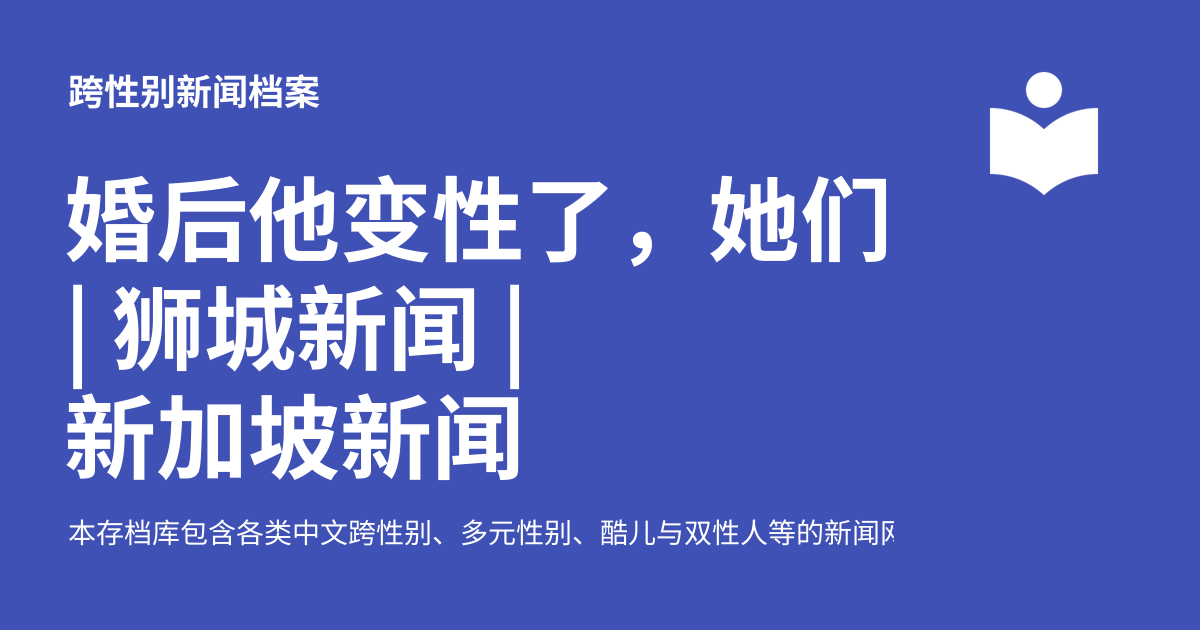 跨性别新闻档案
婚后他变性了，她们
| 狮城新闻 |
新加坡新闻
本存档库包含各类中文跨性别、多元性别、酷儿与双性人等的新闻